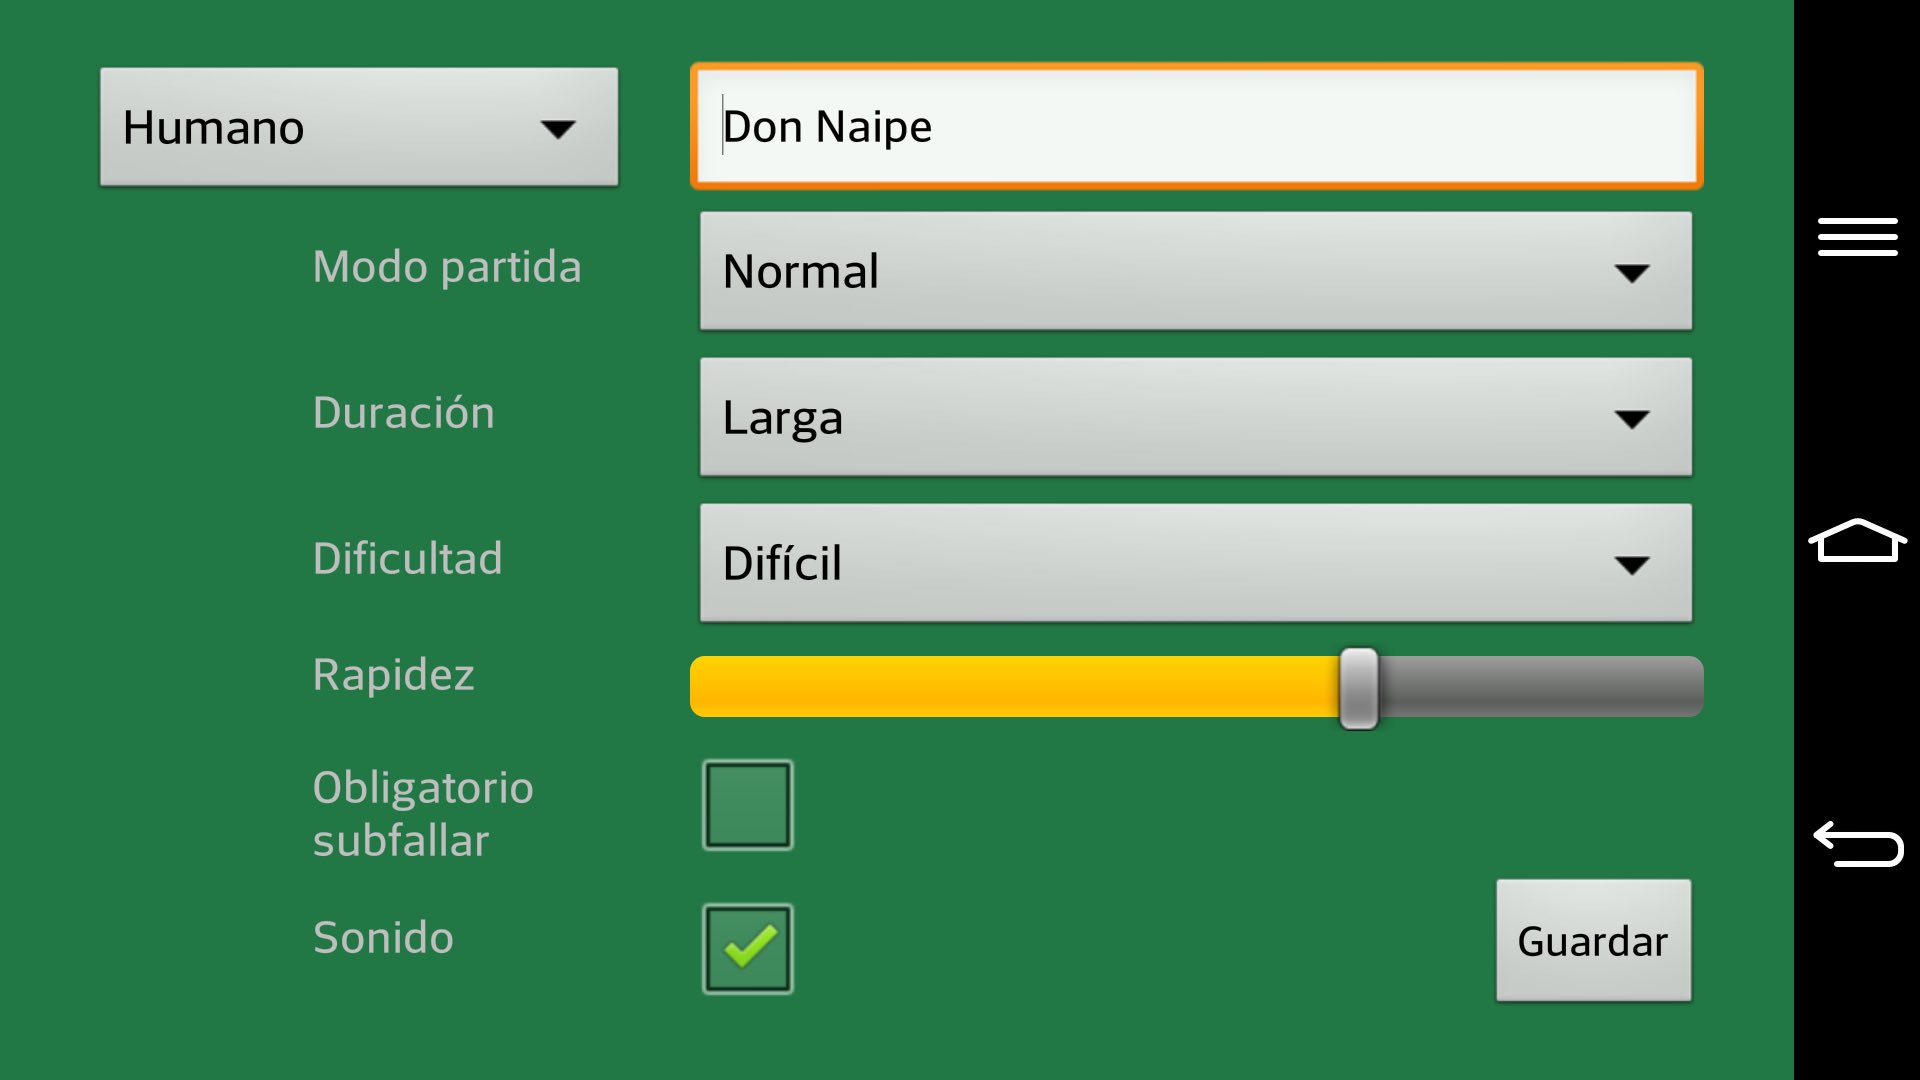 Humano
Don Naipe
Modo partida
Normal
Duración
Larga
Dificultad
Difícil
Rapidez
Obligatorio
subfallar
Sonido
Guardar